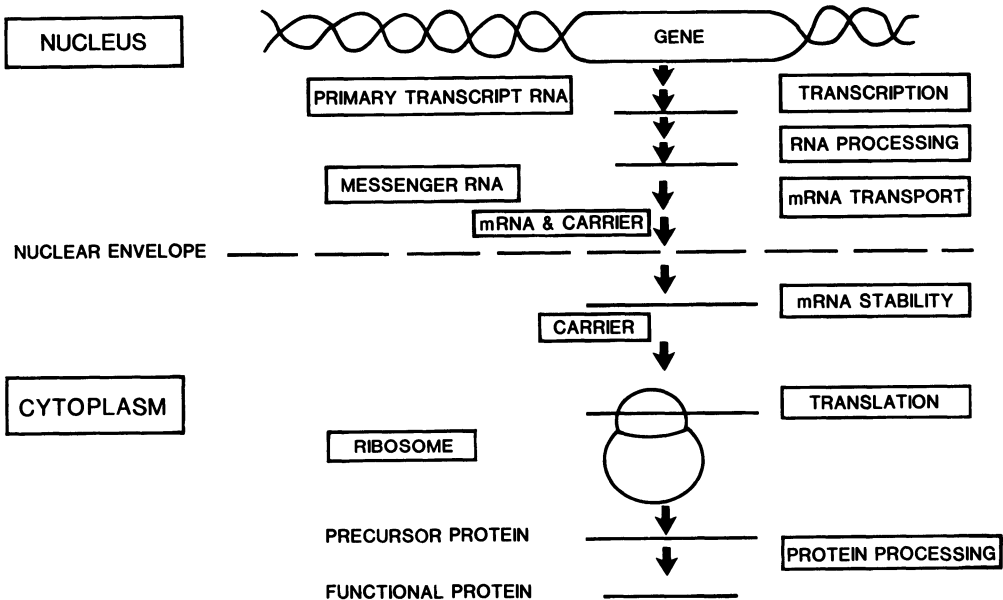 NUCLEUS
GENE
PRIMARY TRANSCRIPT RNA
TRANSCRIPTION
RNA PROCESSING
MESSENGER RNA
mRNA TRANSPORT
mRNA & CARRIER
NUCLEAR ENVELOPE
mRNA STABILITY
CARRIER
CYTOPLASM
TRANSLATION
RIBOSOME
PRECURSOR PROTEIN
PROTEIN PROCESSING
FUNCTIONAL PROTEIN